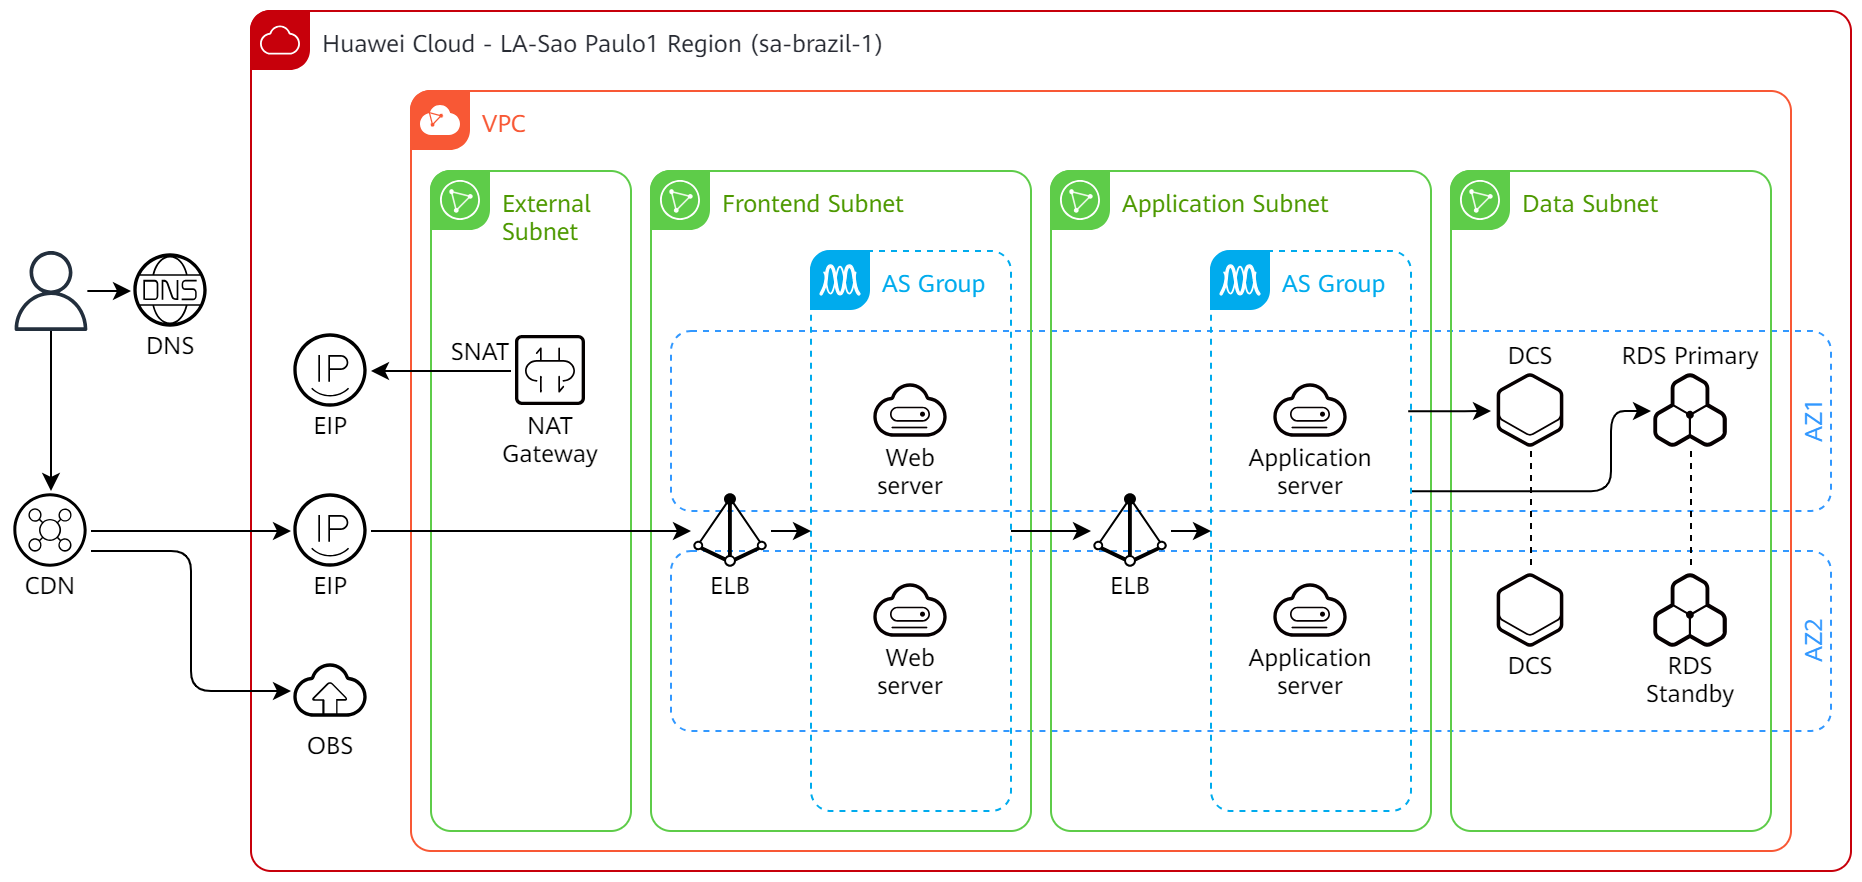 Huawei Cloud - LA-Sao Paulo1 Region (sa-brazil-1)
VPC
External
Subnet
Frontend Subnet
Application Subnet
Data Subnet
AS Group
AS Group
DNS
DNS
SNAT
IP
EIP
NAT
Gateway
Web
server
Application
server
DCS
RDS Primary
AZ1
CDN
IP
EIP
ELB
ELB
Web
server
Application
server
DCS
RDS
Standby
AZ2
OBS